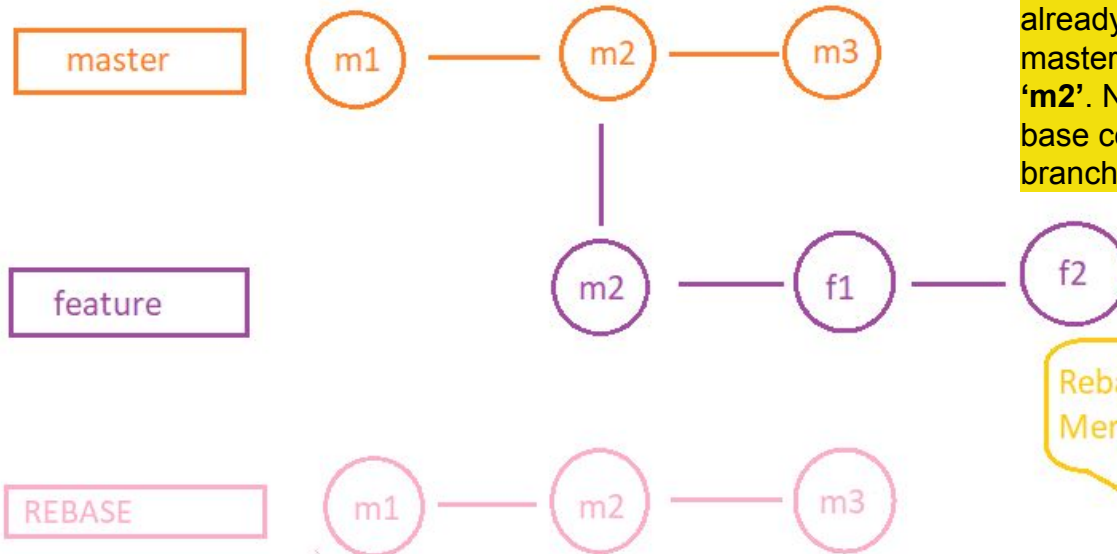 already
master
‘m2’. N
base co
branch
master m1 m2 m3
feature m2 f1 f2
Reba
Mer
REBASE m1 m2 m3